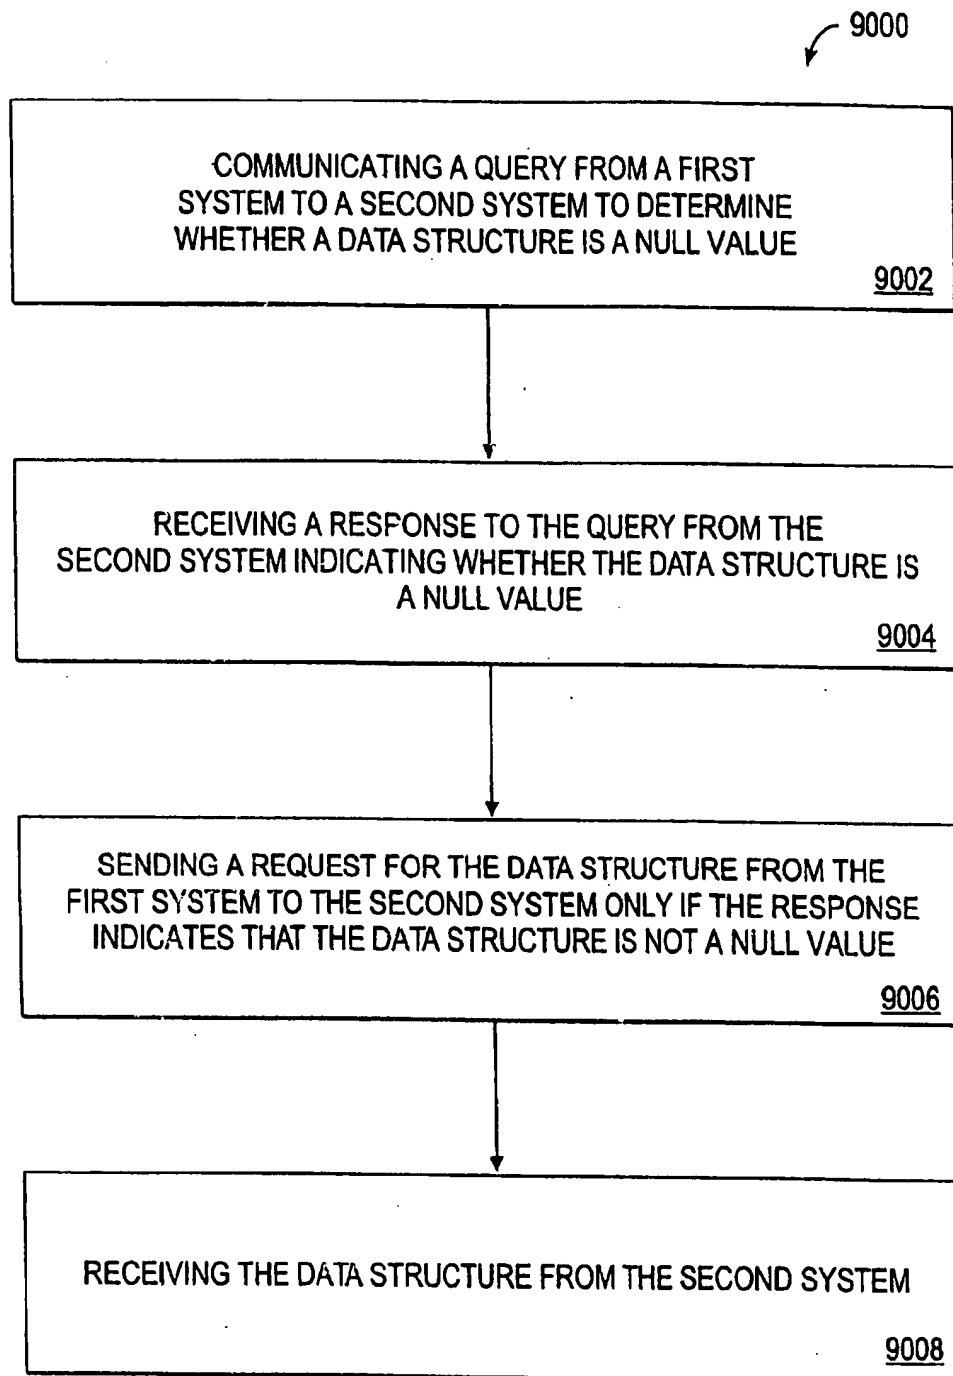 9000
COMMUNICATING A QUERY FROM A FIRST
SYSTEM TO A SECOND SYSTEM TO DETERMINE
WHETHER A DATA STRUCTURE IS A NULL VALUE
9002
RECEIVING A RESPONSE TO THE QUERY FROM THE
SECOND SYSTEM INDICATING WHETHER THE DATA STRUCTURE IS
A NULL VALUE
9004
SENDING A REQUEST FOR THE DATA STRUCTURE FROM THE
FIRST SYSTEM TO THE SECOND SYSTEM ONLY IF THE RESPONSE
INDICATES THAT THE DATA STRUCTURE IS NOT A NULL VALUE
9006
RECEIVING THE DATA STRUCTURE FROM THE SECOND SYSTEM
9008